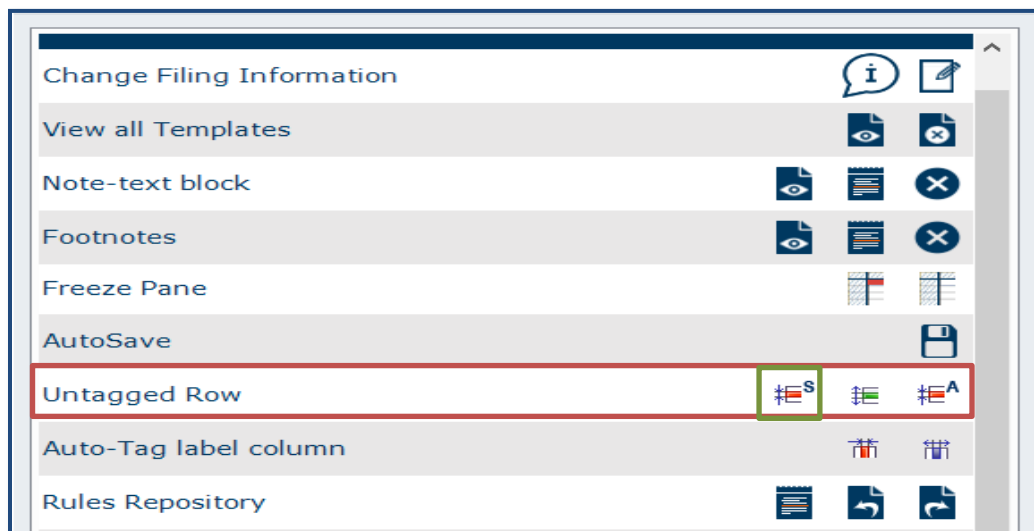 Change Filing Information i
View all Templates
Note-text block
Footnotes
Freeze Pane
AutoSave
Untagged Row S A
Auto-Tag label column
Rules Repository